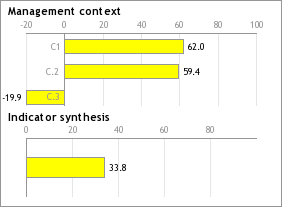 Management context
-20 0 20 40 60 80 100
C1 62.0
C.2 59.4
-19.9 C.3
Indicator synthesis
0 20 40 60 80
33.8